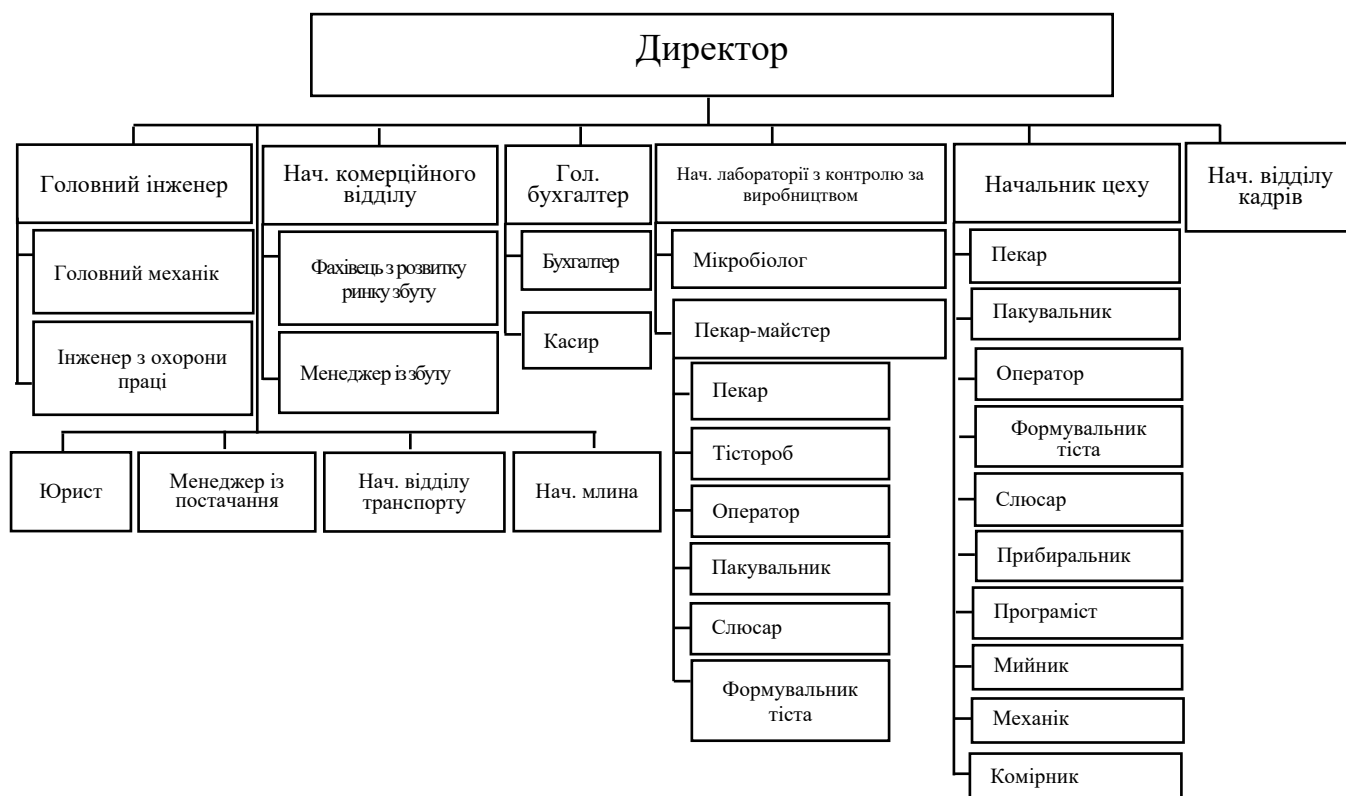 Директор
Головний інженер
Нач. комерційного
відділу
Гол.
бухгалтер
Нач. лабораторії з контролю за
виробництвом
Начальник цеху
Нач. відділу
кадрів
Головний механік
Інженер з охорони
праці
Фахівець з розвитку
ринку збуту
Менеджер із збуту
Бухгалтер
Касир
Мікробіолог
Пекар-майстер
Пекар
Тістороб
Оператор
Пакувальник
Слюсар
Формувальник
тіста
Пекар
Пакувальник
Оператор
Формувальник
тіста
Слюсар
Прибиральник
Програміст
Мийник
Механік
Комірник
Юрист
Менеджер із
постачання
Нач. відділу
транспорту
Нач. млина